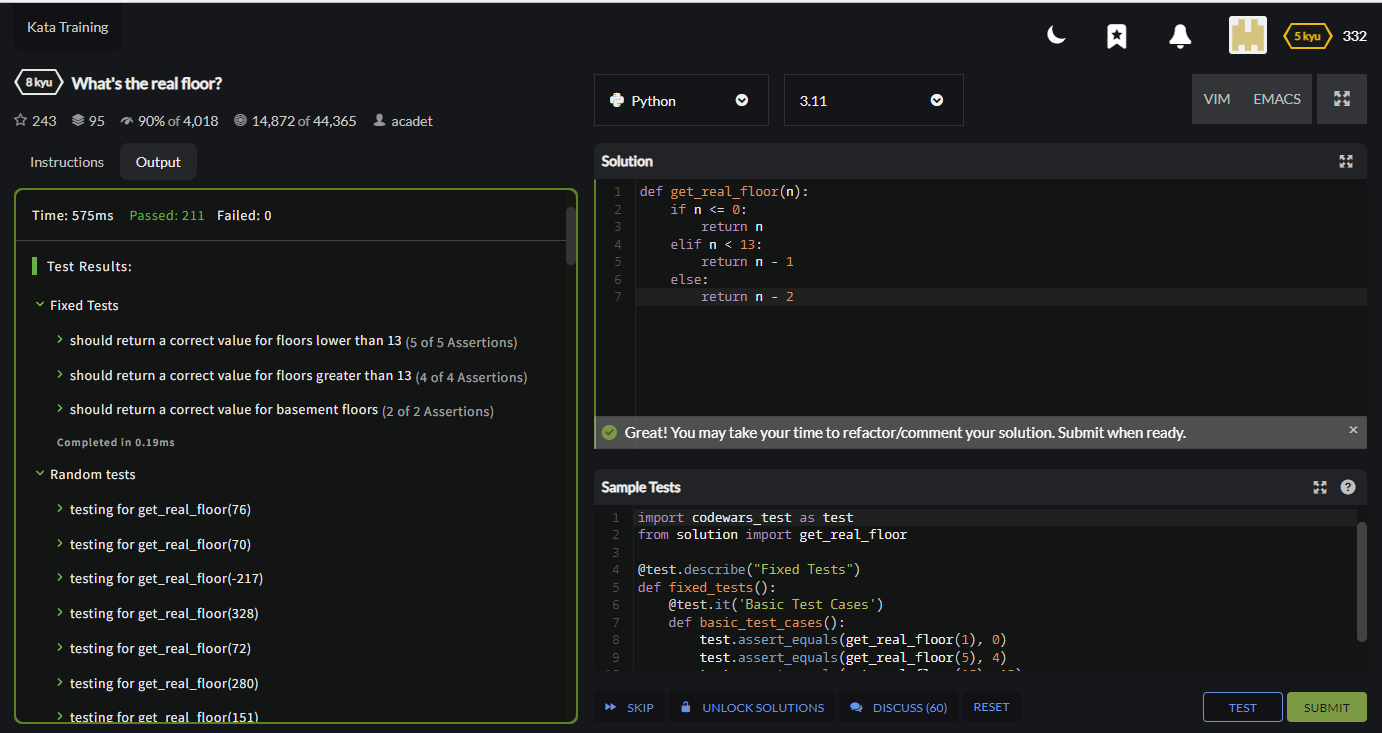 Kata Training
5 kyu 332
8 kyu What's the real floor?
243 95 90% of 4,018 14,872 of 44,365 acadet
Python
3.11
VIM EMACS
Instructions Output
Time: 575ms Passed: 211 Failed: 0
Test Results:
Fixed Tests
should return a correct value for floors lower than 13 (5 of 5 Assertions)
should return a correct value for floors greater than 13 (4 of 4 Assertions)
should return a correct value for basement floors (2 of 2 Assertions)
Completed in 0.19ms
Random tests
testing for get_real_floor(76)
testing for get_real_floor(70)
testing for get_real_floor(-217)
testing for get_real_floor(328)
testing for get_real_floor(72)
testing for get_real_floor(280)
testing for get_real_floor(151)
Solution
1 def get_real_floor(n):
2 if n <= 0:
3 return n
4 elif n < 13:
5 return n - 1
6 else:
7 return n - 2
Great! You may take your time to refactor/comment your solution. Submit when ready.
Sample Tests
1 import codewars_test as test
2 from solution import get_real_floor
3
4 @test.describe("Fixed Tests")
5 def fixed_tests():
6 @test.it('Basic Test Cases')
7 def basic_test_cases():
8 test.assert_equals(get_real_floor(1), 0)
9 test.assert_equals(get_real_floor(5), 4)
SKIP UNLOCK SOLUTIONS DISCUSS (60) RESET TEST SUBMIT